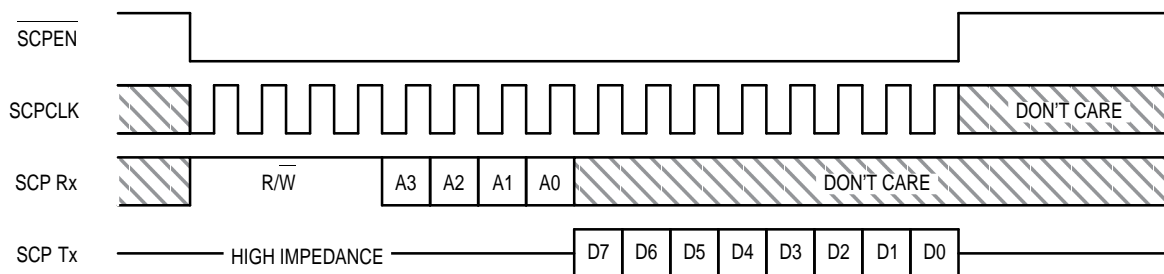 SCPEN
SCPCLK
DON'T CARE
SCP Rx
R/W
A3 A2 A1 A0
DON'T CARE
SCP Tx
HIGH IMPEDANCE
D7 D6 D5 D4 D3 D2 D1 D0